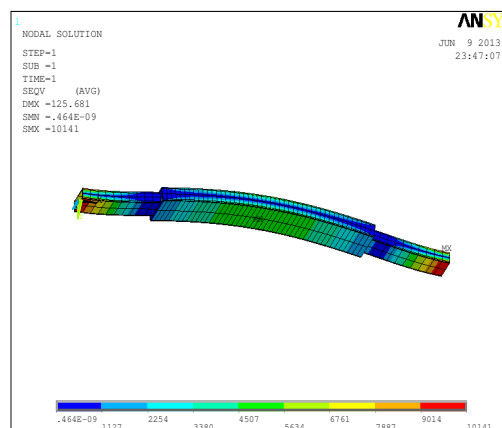 1
ANSYS
NODAL SOLUTION
JUN 9 2013
23:47:07
STEP=1
SUB =1
TIME=1
SEQV (AVG)
DMX =125.681
SMN =.464E-09
SMX =10141
MX
.464E-09 2254 4507 6761 9014
1127 3380 5634 7887 10141